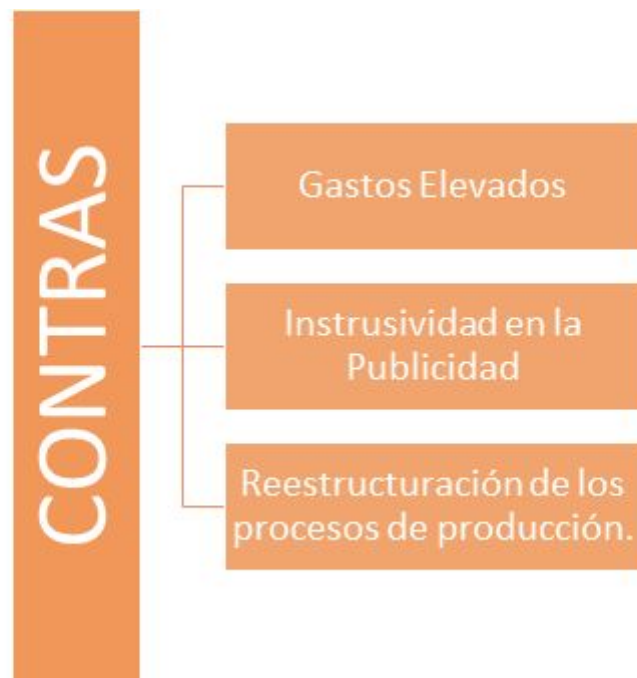 CONTRAS
Gastos Elevados
Instrusividad en la
Publicidad
Reestructuración de los
procesos de producción.